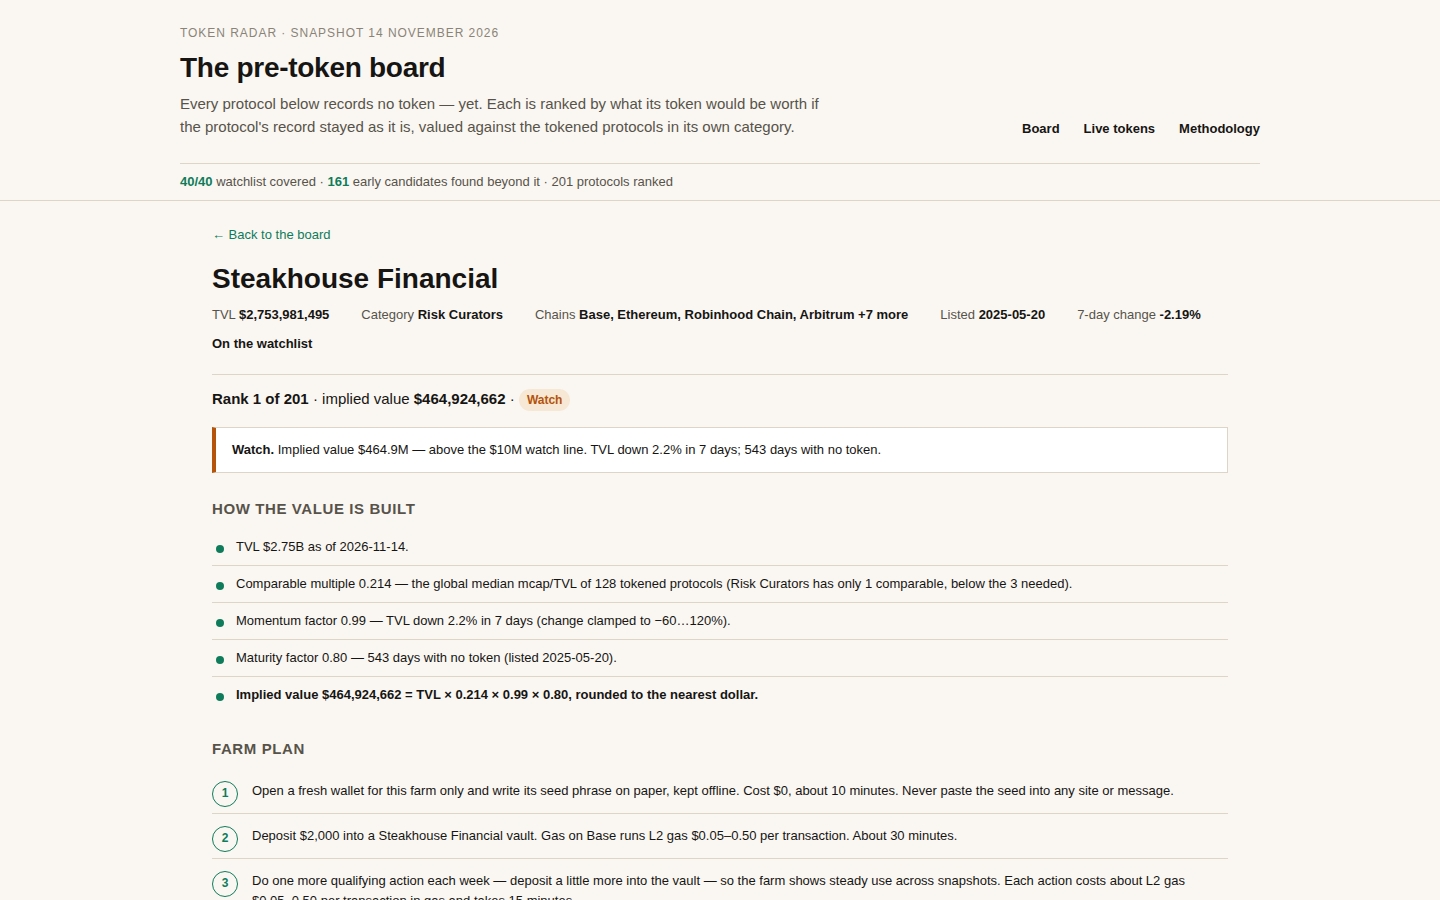 TOKEN RADAR · SNAPSHOT 14 NOVEMBER 2026
The pre-token board
Every protocol below records no token — yet. Each is ranked by what its token would be worth if
the protocol's record stayed as it is, valued against the tokened protocols in its own category.
Board Live tokens Methodology
40/40 watchlist covered · 161 early candidates found beyond it · 201 protocols ranked
← Back to the board
Steakhouse Financial
TVL $2,753,981,495 Category Risk Curators Chains Base, Ethereum, Robinhood Chain, Arbitrum +7 more Listed 2025-05-20 7-day change -2.19%
On the watchlist
Rank 1 of 201 · implied value $464,924,662 · Watch
Watch. Implied value $464.9M — above the $10M watch line. TVL down 2.2% in 7 days; 543 days with no token.
HOW THE VALUE IS BUILT
TVL $2.75B as of 2026-11-14.
Comparable multiple 0.214 — the global median mcap/TVL of 128 tokened protocols (Risk Curators has only 1 comparable, below the 3 needed).
Momentum factor 0.99 — TVL down 2.2% in 7 days (change clamped to −60…120%).
Maturity factor 0.80 — 543 days with no token (listed 2025-05-20).
Implied value $464,924,662 = TVL × 0.214 × 0.99 × 0.80, rounded to the nearest dollar.
FARM PLAN
1 Open a fresh wallet for this farm only and write its seed phrase on paper, kept offline. Cost $0, about 10 minutes. Never paste the seed into any site or message.
2 Deposit $2,000 into a Steakhouse Financial vault. Gas on Base runs L2 gas $0.05–0.50 per transaction. About 30 minutes.
3 Do one more qualifying action each week — deposit a little more into the vault — so the farm shows steady use across snapshots. Each action costs about L2 gas
$0.05–0.50 per transaction in gas and takes 15 minutes.